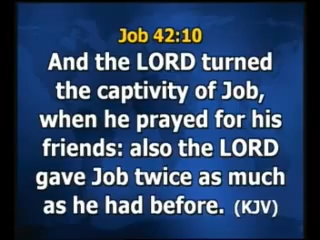 Job 42:10
And the LORD turned
the captivity of Job,
when he prayed for his
friends: also the LORD
gave Job twice as much
as he had before. (KJV)